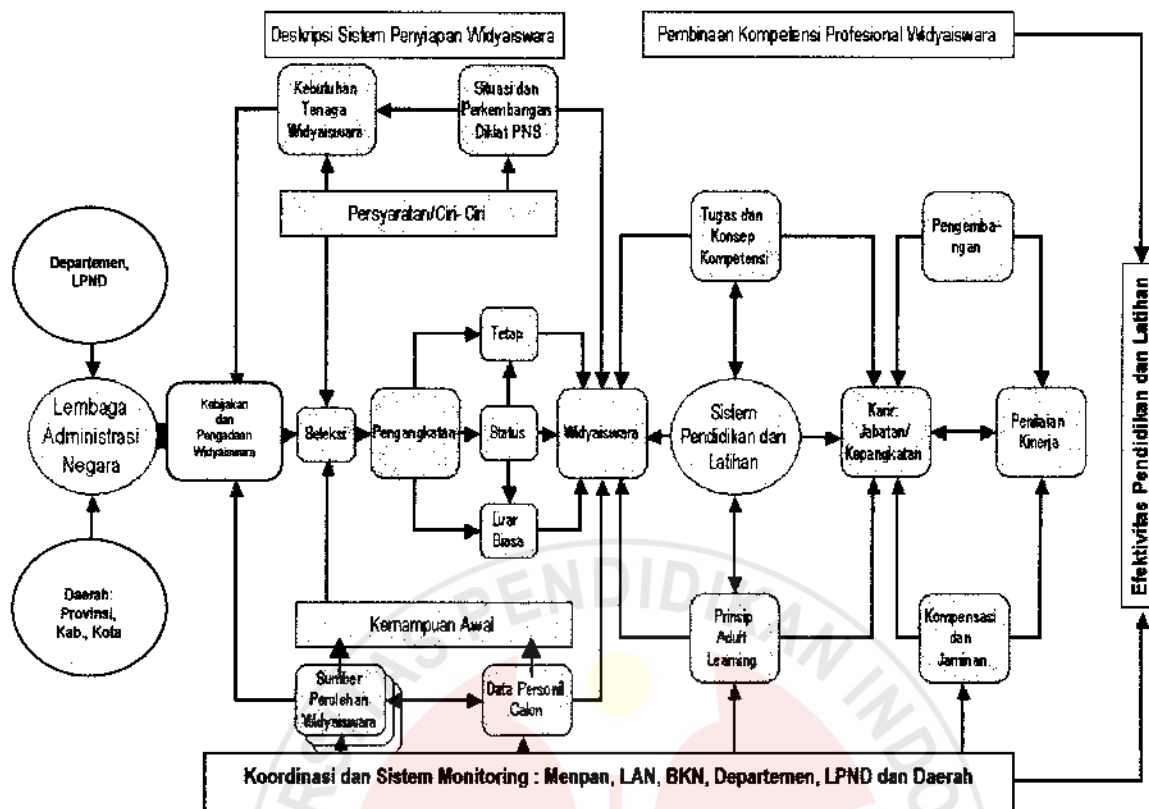 Deskripsi Sistem Penyiapan Widyaiswara
Pembinaan Kompetensi Profesional Widyaiswara
Kebutuhan
Tenaga
Widyaiswara
Situasi dan
Perkembangan
Diklat PNS
Persyaratan/Ciri- Ciri
Tugas dan
Konsep
Kompetensi
Pengemba-
ngan
Departemen,
LPND
Lembaga
Administrasi
Negara
Daerah:
Provinsi,
Kab., Kota
Kebijakan
dan
Pengadaan
Widyaiswara
Seleksi
Pengangkatan
Tetap
Status
Luar
Biasa
Widyaiswara
Sistem
Pendidikan dan
Latihan
Karir:
Jabatan/
Kepangkatan
Penilaian
Kinerja
Efektivitas Pendidikan dan Latihan
Kemampuan Awal
Sumber
Perolehan
Widyaiswara
Data Personil
Calon
Prinsip
Adult
Learning
Kompensasi
dan
Jaminan
Koordinasi dan Sistem Monitoring : Menpan, LAN, BKN, Departemen, LPND dan Daerah
RSITAS PENDIDIKAN INDO